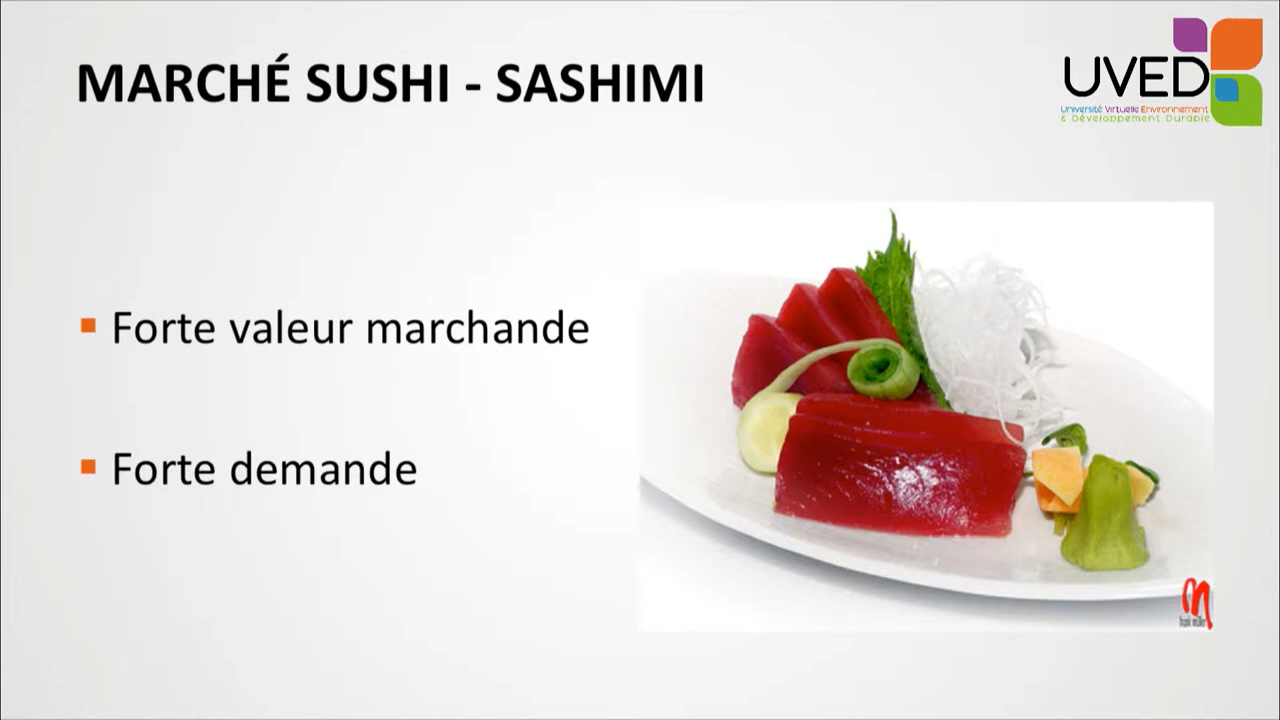 MARCHÉ SUSHI - SASHIMI
UVED
Université Virtuelle Environnement
& Développement Durable
Forte valeur marchande
Forte demande